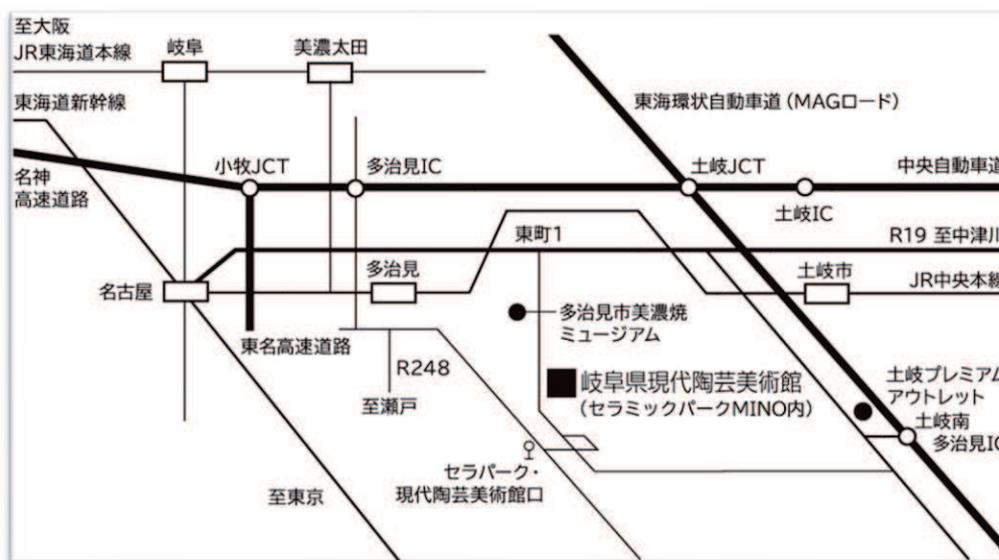 至大阪
JR東海道本線
岐阜
美濃太田
東海道新幹線
東海環状自動車道（MAGロード）
名神
高速道路
小牧JCT
多治見IC
土岐JCT
中央自動車道
土岐IC
東町1
R19 至中津川
名古屋
多治見
土岐市
JR中央本線
多治見市美濃焼
ミュージアム
東名高速道路
R248
至瀬戸
岐阜県現代陶芸美術館
（セラミックパークMINO内）
土岐プレミアム
アウトレット
土岐南
多治見IC
セラパーク・
現代陶芸美術館口
至東京